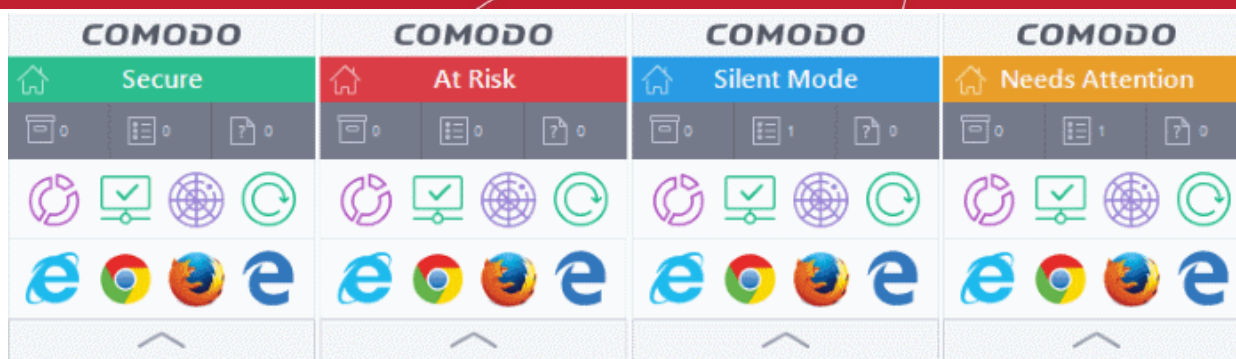 COMODO COMODO COMODO COMODO
Secure At Risk Silent Mode Needs Attention
0 0 ? 0 0 0 ? 0 0 1 ? 0 0 1 ? 0